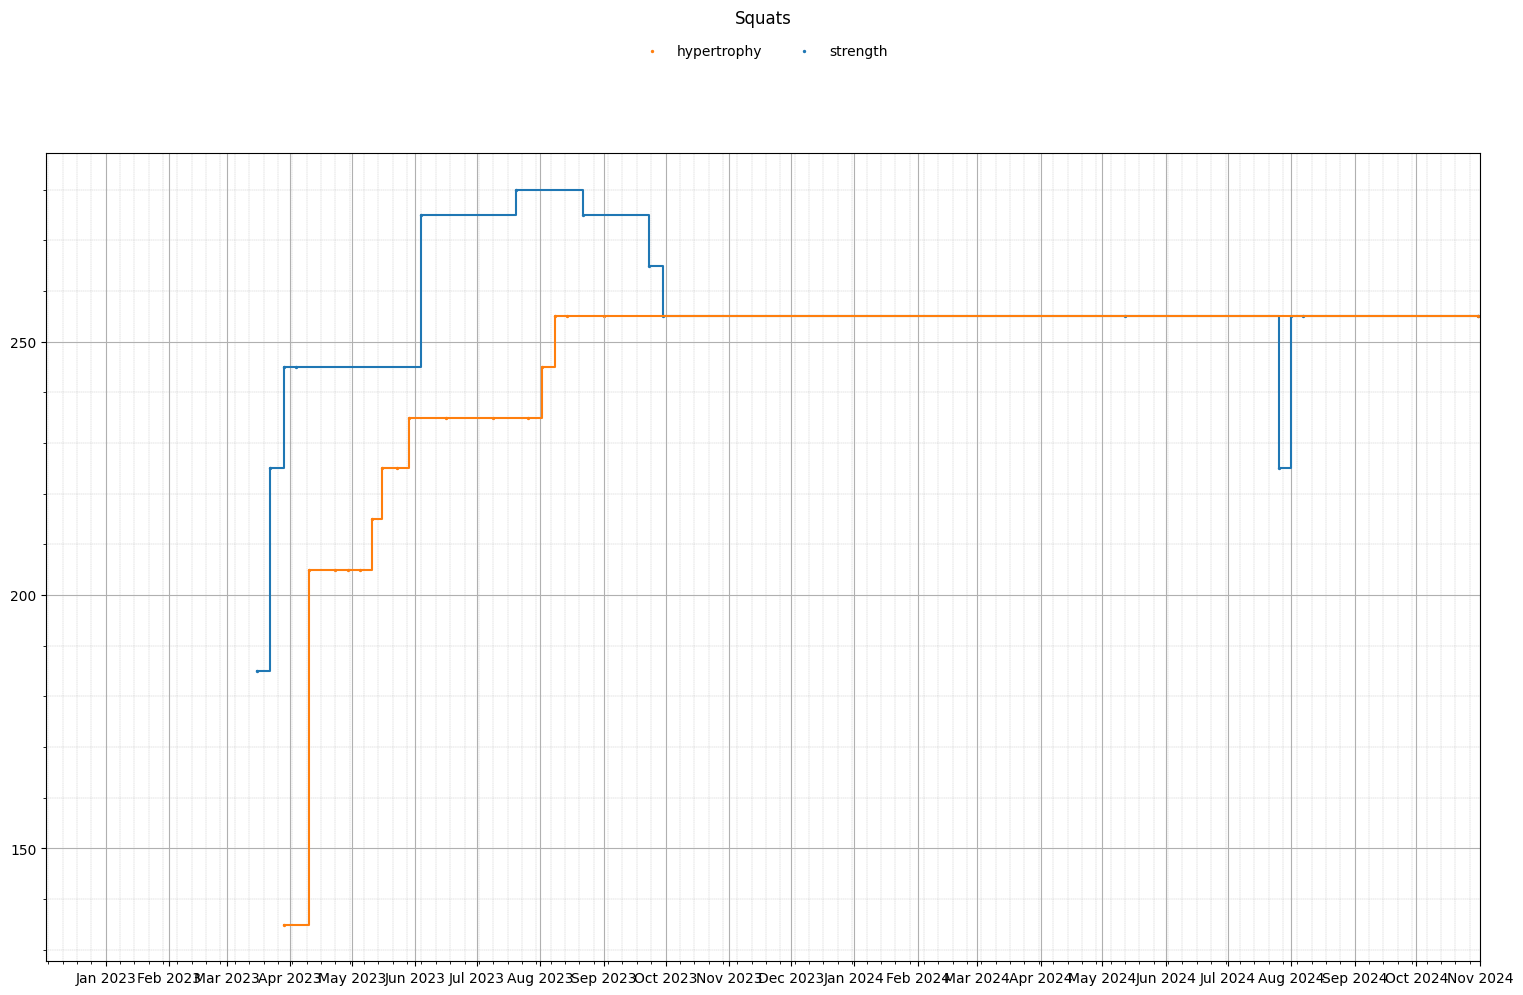 Squats
hypertrophy strength
250
200
150
Jan 2023 Feb 2023 Mar 2023 Apr 2023 May 2023 Jun 2023 Jul 2023 Aug 2023 Sep 2023 Oct 2023 Nov 2023 Dec 2023 Jan 2024 Feb 2024 Mar 2024 Apr 2024 May 2024 Jun 2024 Jul 2024 Aug 2024 Sep 2024 Oct 2024 Nov 2024